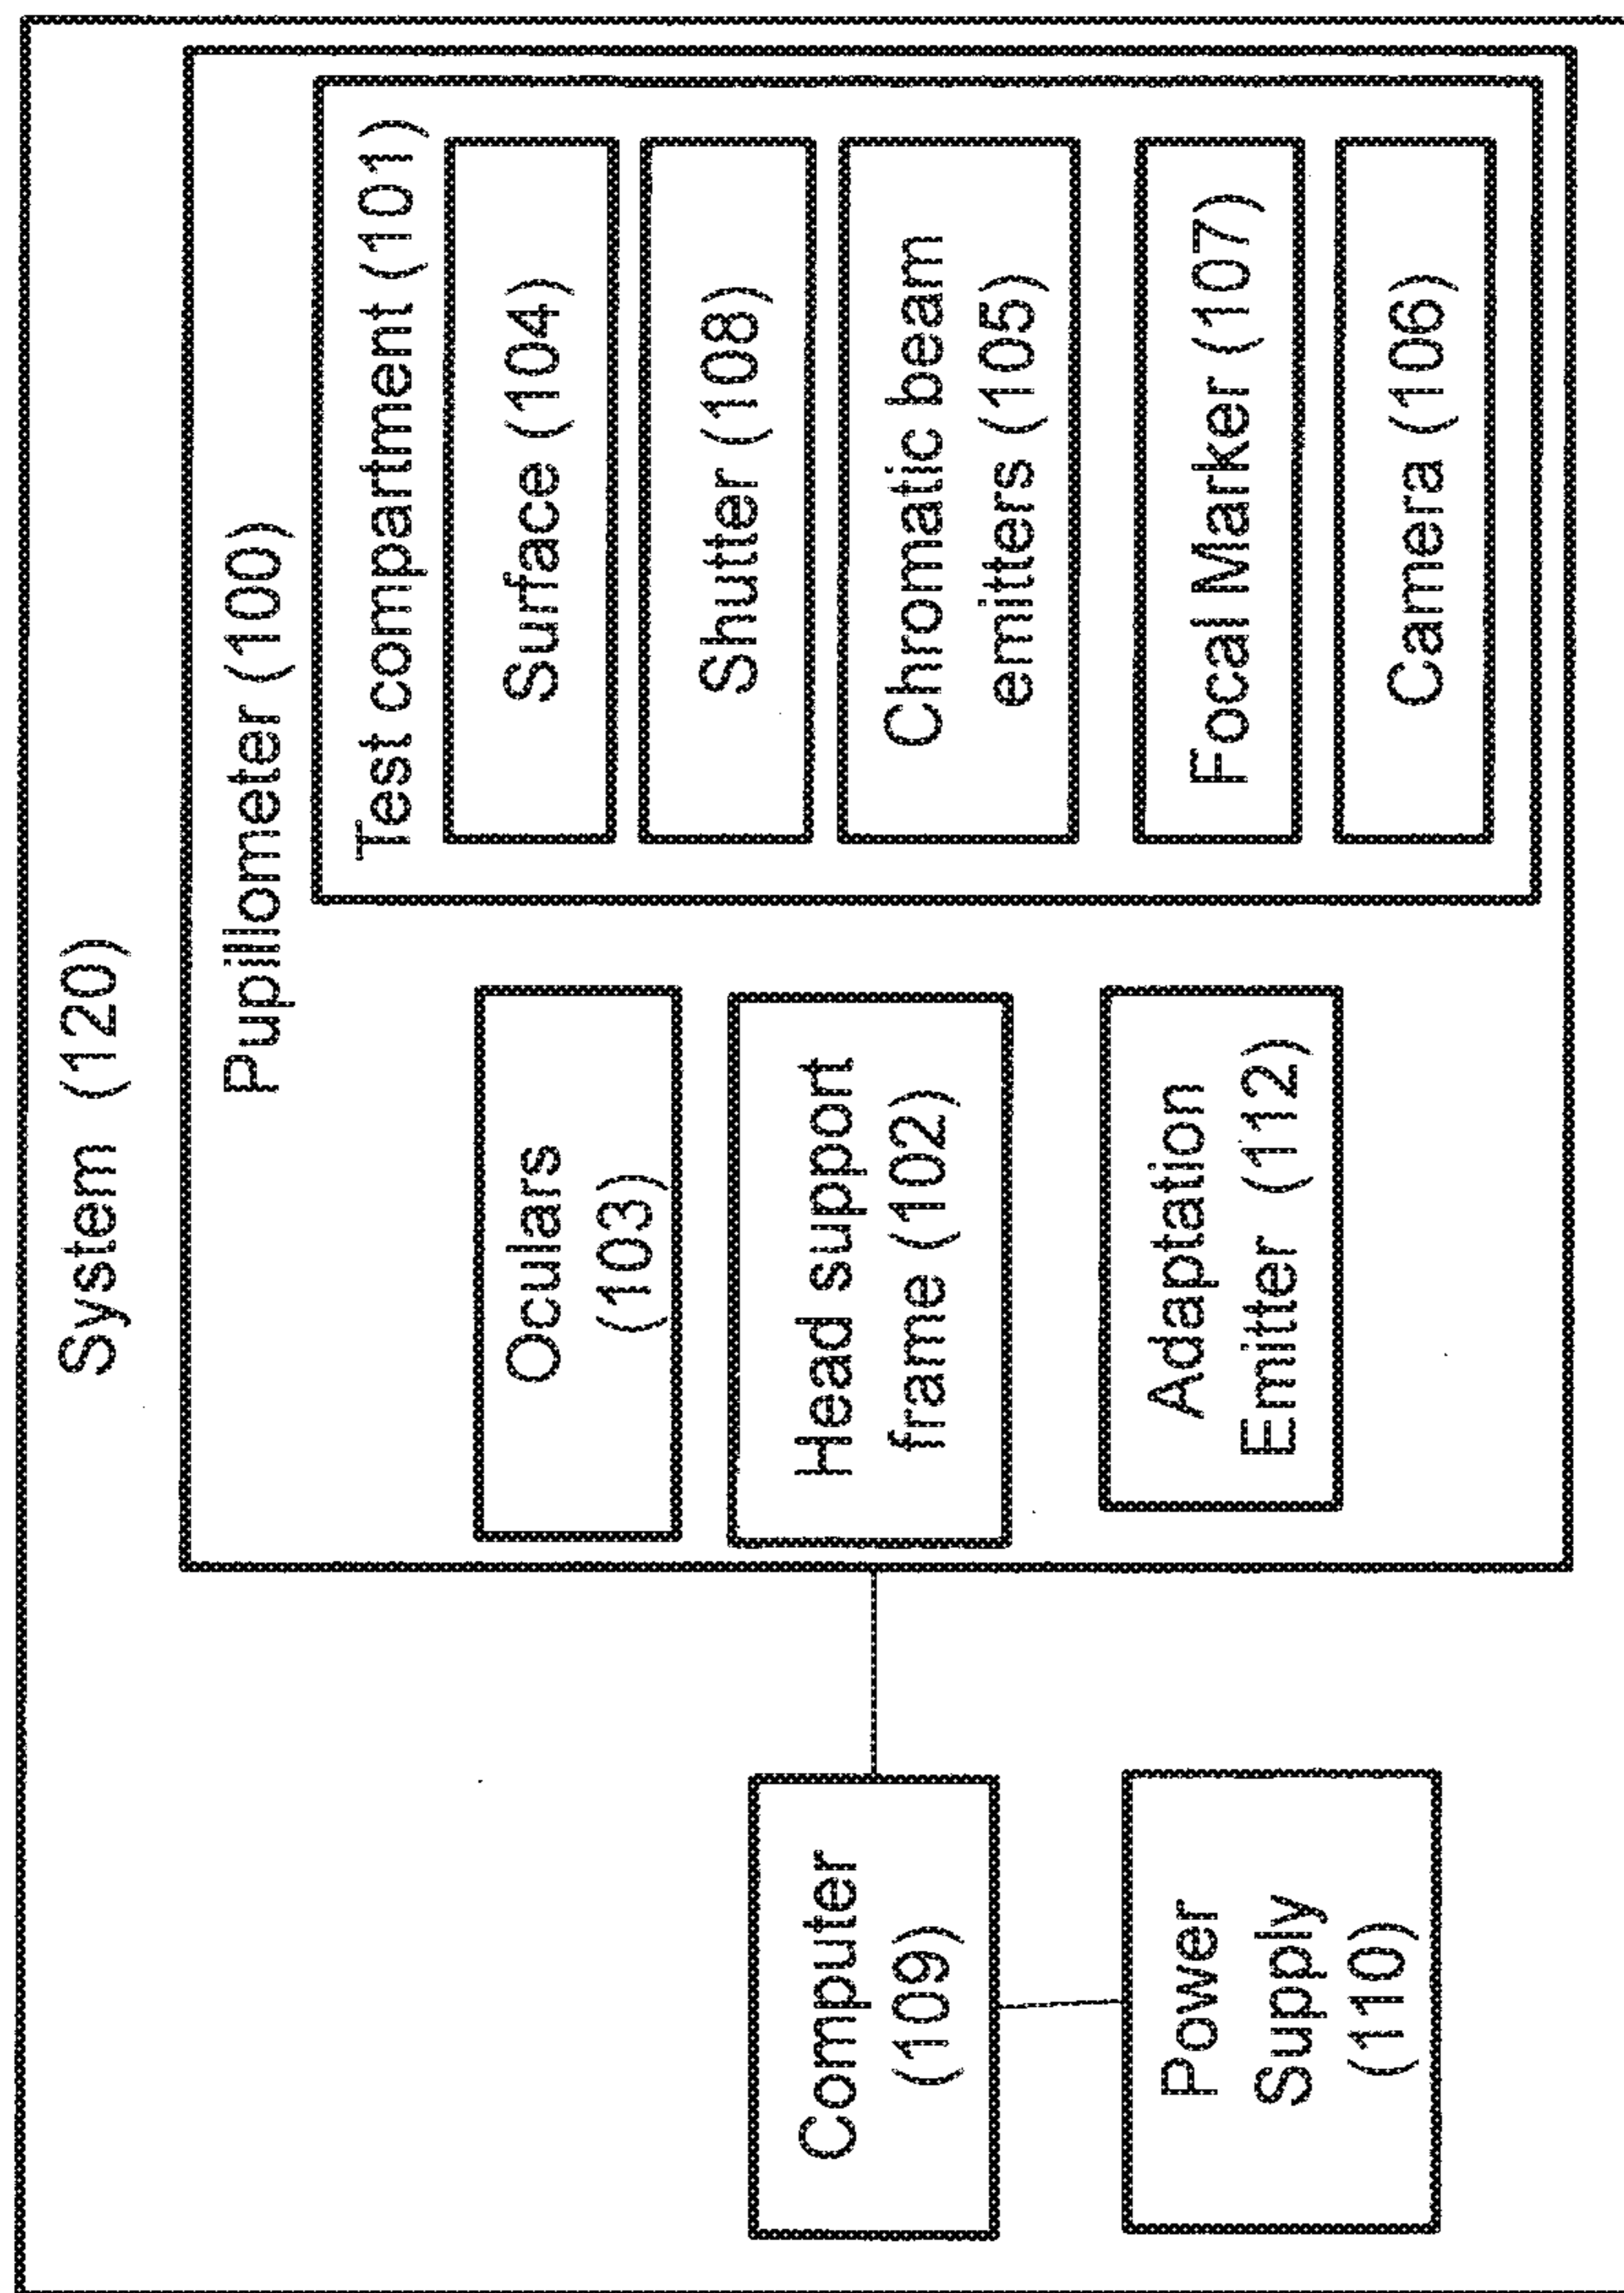 System (120)
Pupillometer (100)
Test compartment (101)
Surface (104)
Shutter (108)
Chromatic beam
emitters (105)
Focal Marker (107)
Camera (106)
Oculars
(103)
Head support
frame (102)
Adaptation
Emitter (112)
Computer
(109)
Power
Supply
(110)